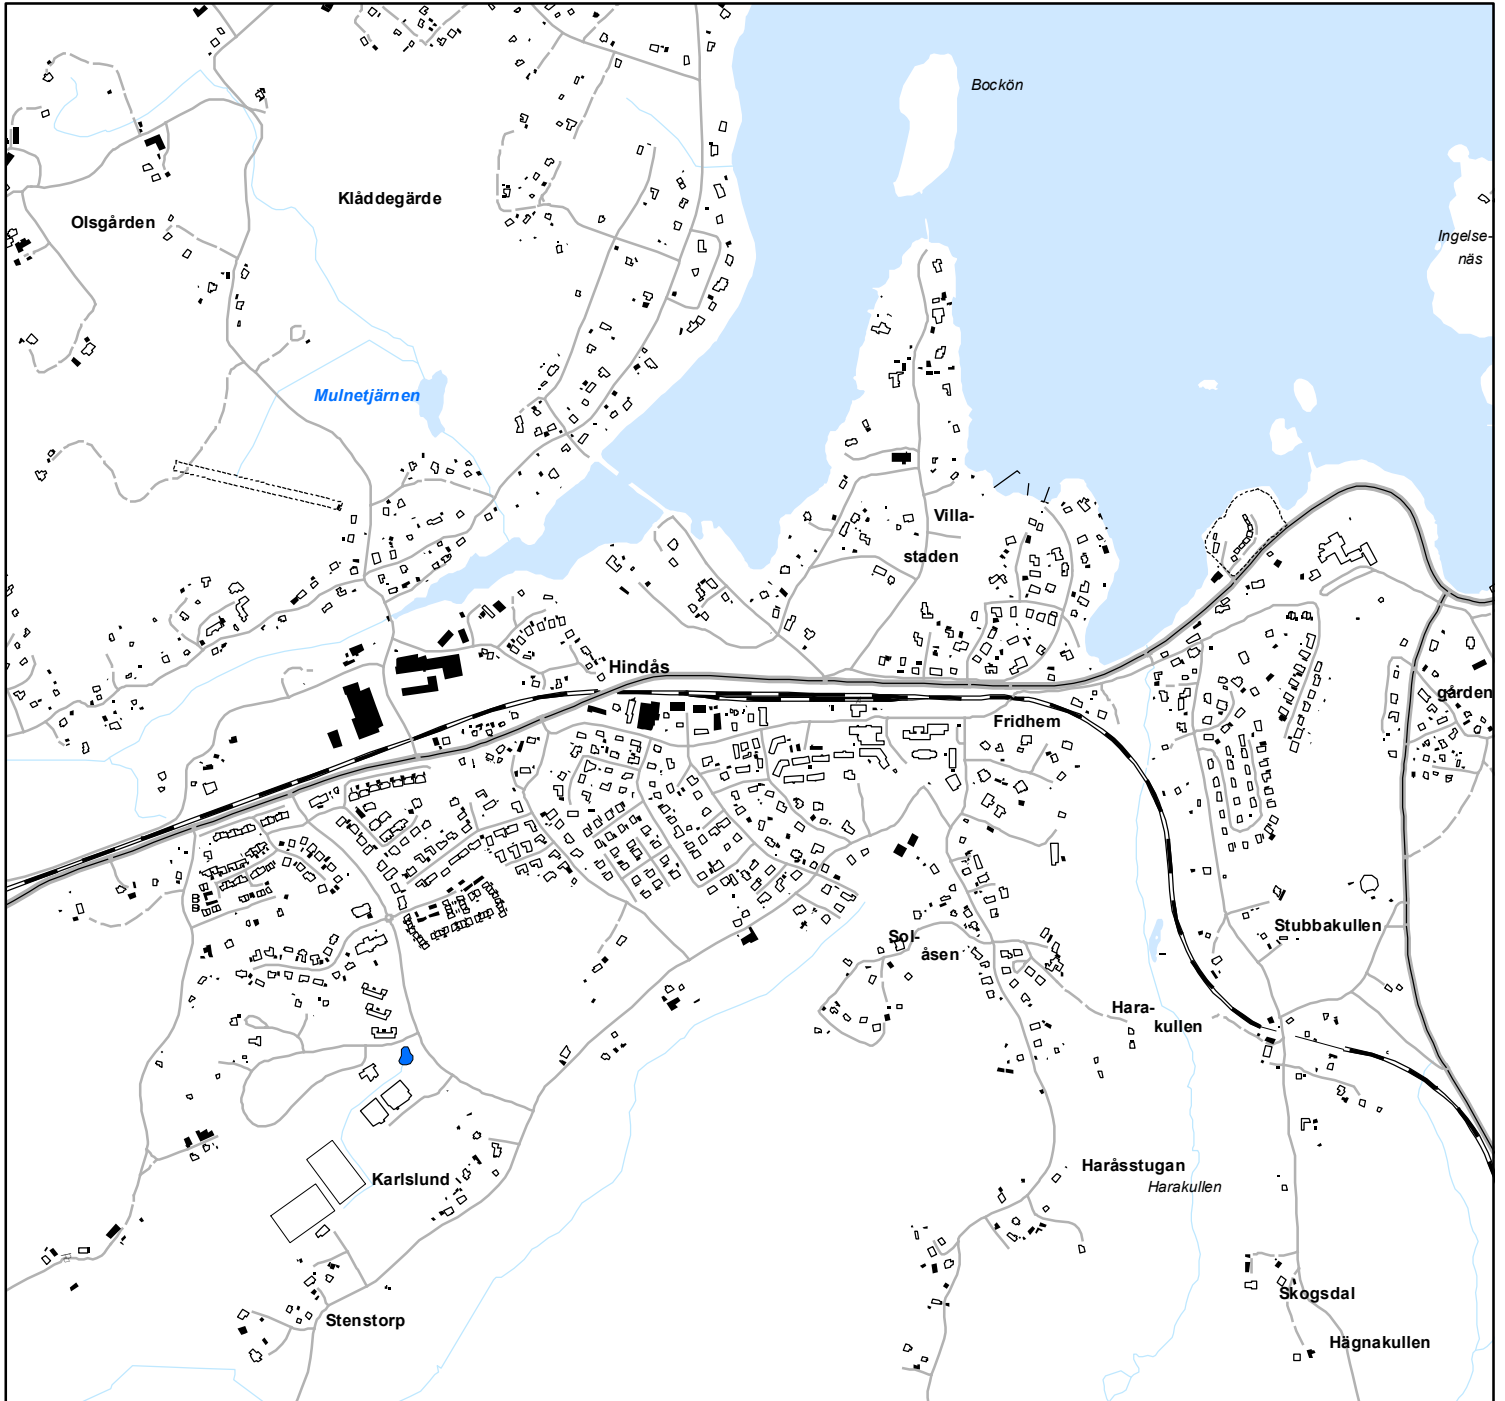 Bockön
Klåddegärde
Olsgården
Ingelse-
näs
Mulnetjärnen
Villa-
staden
Hindås
gården
Fridhem
Stubbakullen
Sol-
åsen
Hara-
kullen
Haråsstugan
Harakullen
Karlslund
Skogsdal
Stenstorp
Hägnakullen